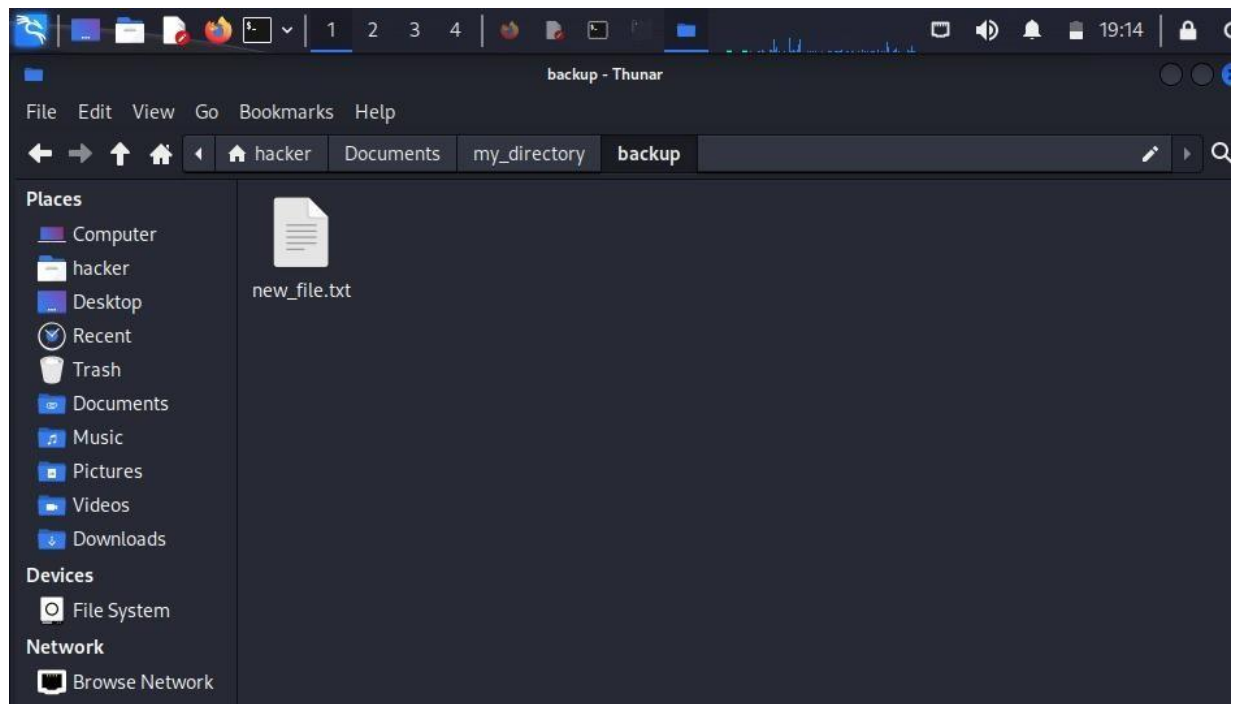 1 2 3 4 19:14
backup - Thunar
File Edit View Go Bookmarks Help
hacker Documents my_directory backup
Places
Computer
hacker
Desktop
Recent
Trash
Documents
Music
Pictures
Videos
Downloads
Devices
File System
Network
Browse Network
new_file.txt